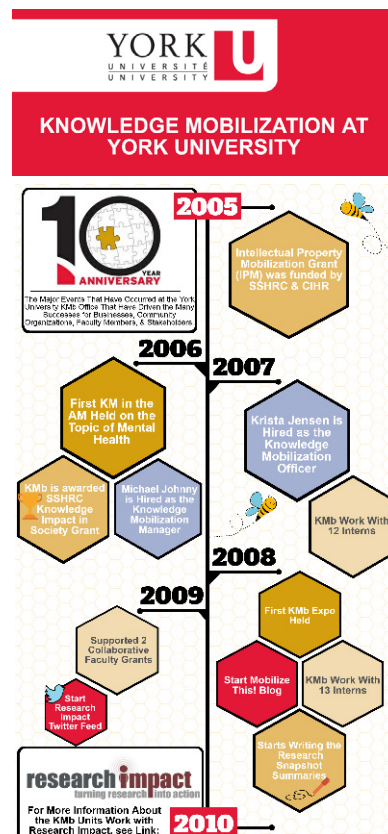 YORK
UNIVERSITÉ
UNIVERSITY
U
KNOWLEDGE MOBILIZATION AT
YORK UNIVERSITY
2005
10
YEAR
ANNIVERSARY
The Major Events That Have Occurred at the York
University KMb Office That Have Driven the Many
Successes for Businesses, Community
Organizations, Faculty Members, & Stakeholders.
Intellectual Property
Mobilization Grant
(IPM) was funded by
SSHRC & CIHR
2006
First KM in the
AM Held on the
Topic of Mental
Health
KMb is awarded
SSHRC
Knowledge
Impact in
Society Grant
Michael Johnny
is Hired as the
Knowledge
Mobilization
Manager
2007
Krista Jensen is
Hired as the
Knowledge
Mobilization
Officer
KMb Work With
12 Interns
2008
First KMb Expo
Held
Start Mobilize
This! Blog
KMb Work With
13 Interns
Starts Writing the
Research
Snapshot
Summaries
2009
Supported 2
Collaborative
Faculty Grants
Start
Research
Impact
Twitter Feed
researchimpact
turning research into action
For More Information About
the KMb Units Work with
Research Impact, see Link:
2010